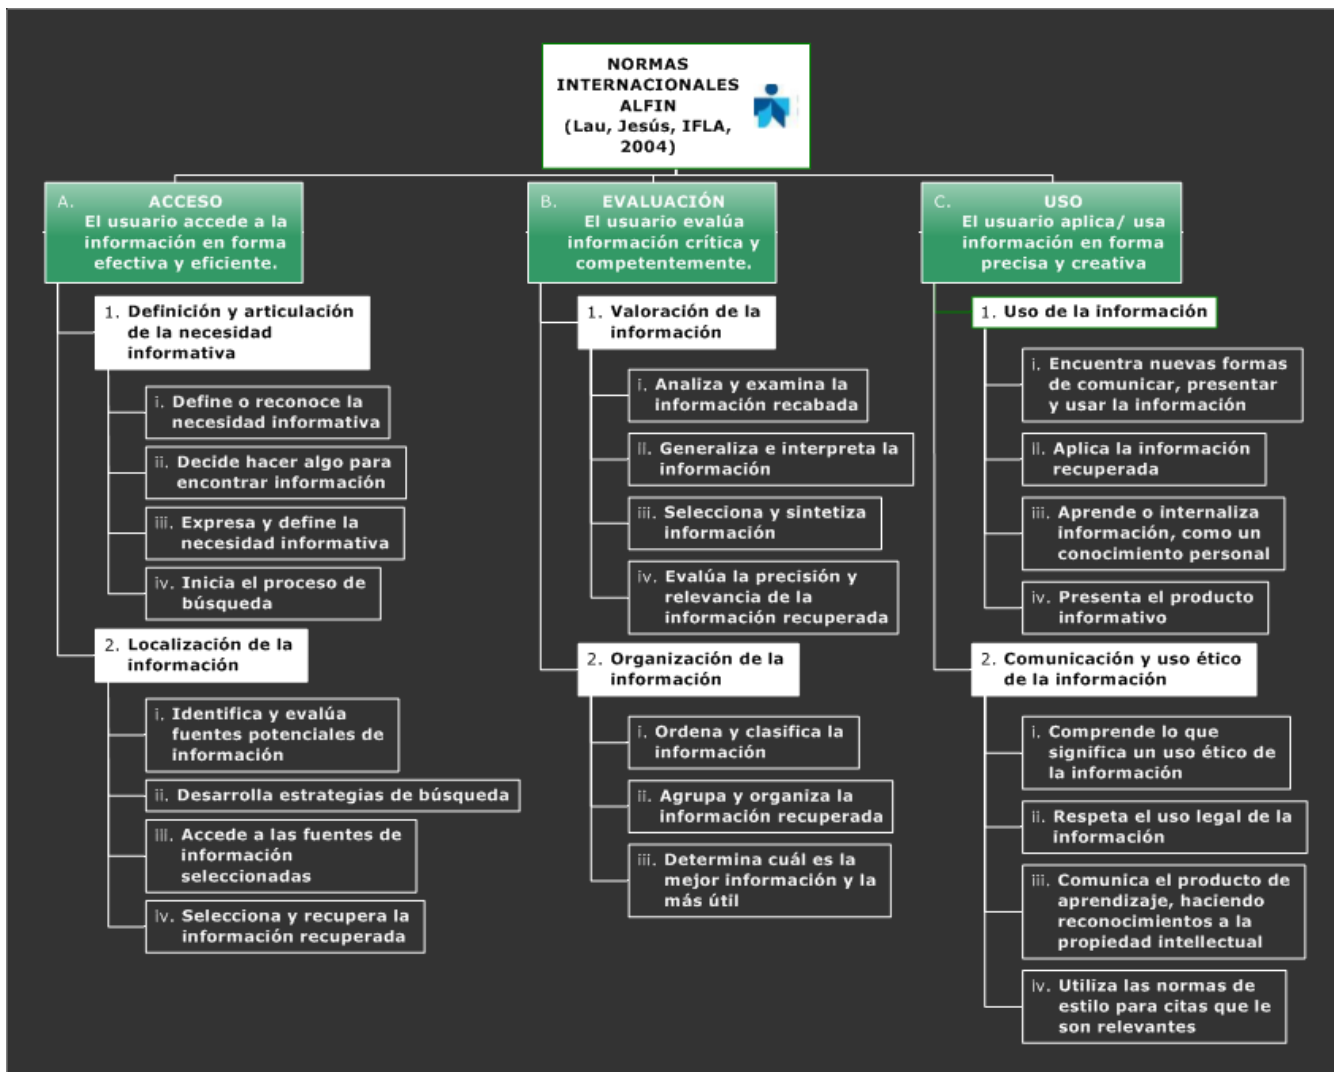 NORMAS
INTERNACIONALES
ALFIN
(Lau, Jesús, IFLA,
2004)
A. ACCESO
El usuario accede a la
información en forma
efectiva y eficiente.
1. Definición y articulación
de la necesidad
informativa
i. Define o reconoce la
necesidad informativa
ii. Decide hacer algo para
encontrar información
iii. Expresa y define la
necesidad informativa
iv. Inicia el proceso de
búsqueda
2. Localización de la
información
i. Identifica y evalúa
fuentes potenciales de
información
ii. Desarrolla estrategias de búsqueda
iii. Accede a las fuentes de
información
seleccionadas
iv. Selecciona y recupera la
información recuperada
B. EVALUACIÓN
El usuario evalúa
información crítica y
competentemente.
1. Valoración de la
información
i. Analiza y examina la
información recabada
ii. Generaliza e interpreta la
información
iii. Selecciona y sintetiza
información
iv. Evalúa la precisión y
relevancia de la
información recuperada
2. Organización de la
información
i. Ordena y clasifica la
información
ii. Agrupa y organiza la
información recuperada
iii. Determina cuál es la
mejor información y la
más útil
C. USO
El usuario aplica/ usa
información en forma
precisa y creativa
1. Uso de la información
i. Encuentra nuevas formas
de comunicar, presentar
y usar la información
ii. Aplica la información
recuperada
iii. Aprende o internaliza
información, como un
conocimiento personal
iv. Presenta el producto
informativo
2. Comunicación y uso ético
de la información
i. Comprende lo que
significa un uso ético de
la información
ii. Respeta el uso legal de la
información
iii. Comunica el producto de
aprendizaje, haciendo
reconocimientos a la
propiedad intellectual
iv. Utiliza las normas de
estilo para citas que le
son relevantes